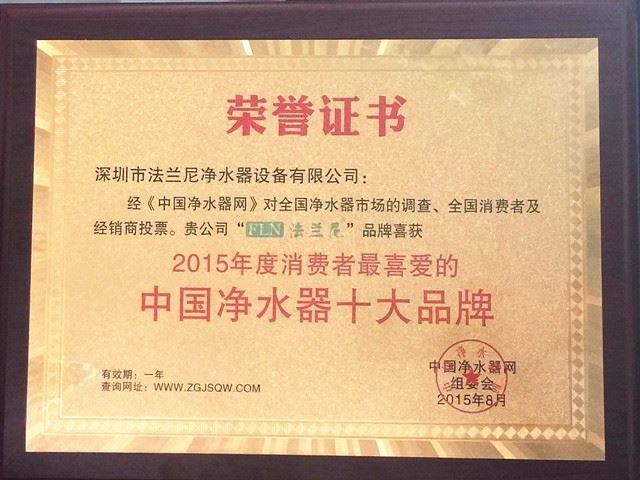 荣誉证书
深圳市法兰尼净水器设备有限公司：
经《中国净水器网》对全国净水器市场的调查、全国消费者及
经销商投票。贵公司“FLN 法兰尼”品牌喜获
2015年度消费者最喜爱的
中国净水器十大品牌
有效期：一年
查询网址：WWW.ZGJSQW.COM
中国净水器网
组委会
2015年8月